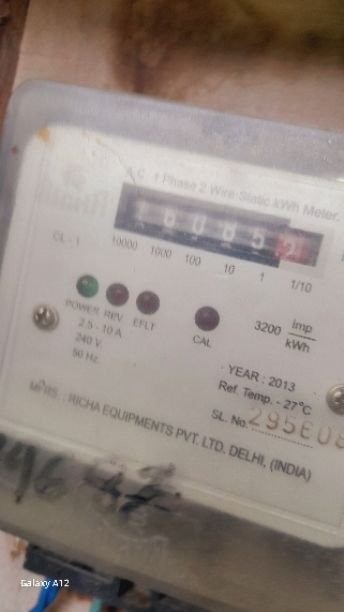 A.C. 1 Phase 2 Wire Static kWh Meter.
CL - 1
10000 1000 100 10 1 1/10
POWER REV. EFLT
CAL
3200 Imp/kWh
2.5 - 10 A
240 V.
50 Hz.
YEAR : 2013
Ref. Temp. - 27°C
SL. No.
MFRS. : RICHA EQUIPMENTS PVT. LTD. DELHI, (INDIA)
Galaxy A12